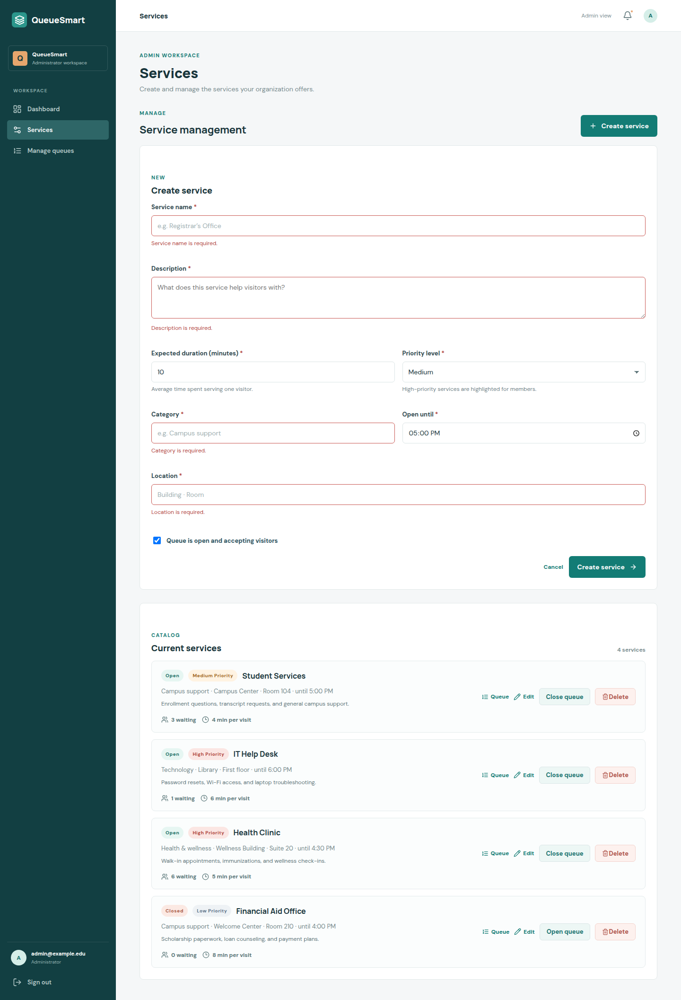 QueueSmart
Q
QueueSmart
Administrator workspace
WORKSPACE
Dashboard
Services
Manage queues
A
admin@example.edu
Administrator
Sign out
Services
Admin view
A
ADMIN WORKSPACE
Services
Create and manage the services your organization offers.
MANAGE
Service management
+ Create service
NEW
Create service
Service name *
e.g. Registrar's Office
Service name is required.
Description *
What does this service help visitors with?
Description is required.
Expected duration (minutes) *
10
Average time spent serving one visitor.
Priority level *
Medium
High-priority services are highlighted for members.
Category *
e.g. Campus support
Category is required.
Open until *
05:00 PM
Location *
Building · Room
Location is required.
Queue is open and accepting visitors
Cancel
Create service →
CATALOG
Current services
4 services
Open Medium Priority Student Services
Campus support · Campus Center · Room 104 · until 5:00 PM
Enrollment questions, transcript requests, and general campus support.
3 waiting 4 min per visit
Queue Edit Close queue Delete
Open High Priority IT Help Desk
Technology · Library · First floor · until 6:00 PM
Password resets, Wi-Fi access, and laptop troubleshooting.
1 waiting 6 min per visit
Queue Edit Close queue Delete
Open High Priority Health Clinic
Health & wellness · Wellness Building · Suite 20 · until 4:30 PM
Walk-in appointments, immunizations, and wellness check-ins.
6 waiting 5 min per visit
Queue Edit Close queue Delete
Closed Low Priority Financial Aid Office
Campus support · Welcome Center · Room 210 · until 4:00 PM
Scholarship paperwork, loan counseling, and payment plans.
0 waiting 8 min per visit
Queue Edit Open queue Delete